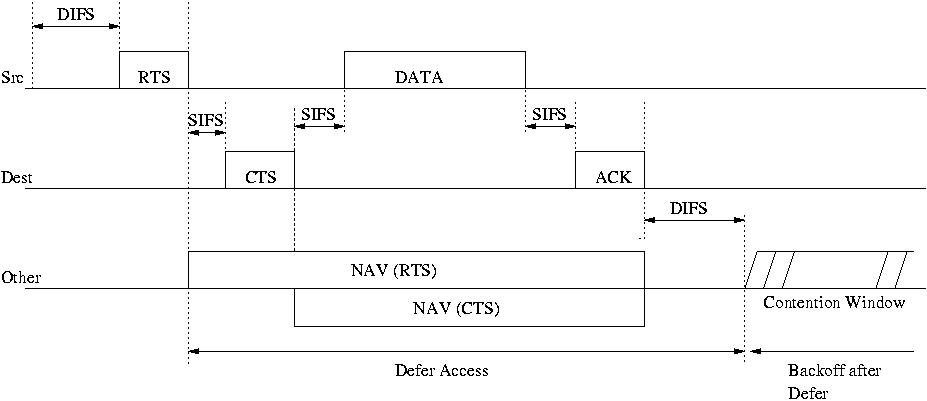 DIFS
Src
RTS
DATA
SIFS
SIFS
SIFS
Dest
CTS
ACK
DIFS
Other
NAV (RTS)
NAV (CTS)
Contention Window
Defer Access
Backoff after
Defer